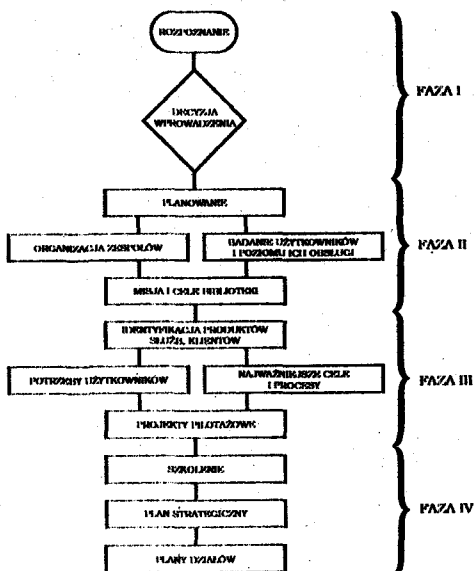 ROZPOZNANIE
DECYZJA
WPROWADZENIA
FAZA I
PLANOWANIE
ORGANIZACJA ZESPOŁÓW
BADANIE UŻYTKOWNIKÓW
I POZIOMU ICH OBSŁUGI
FAZA II
MISJA I CELE BIBLIOTEKI
IDENTYFIKACJA PRODUKTÓW
SŁUŻB, KLIENTÓW
POTRZEBY UŻYTKOWNIKÓW
NAJWAŻNIEJSZE CELE
I PROCESY
FAZA III
PROJEKTY PILOTAŻOWE
SZKOLENIE
PLAN STRATEGICZNY
FAZA IV
PLANY DZIAŁÓW